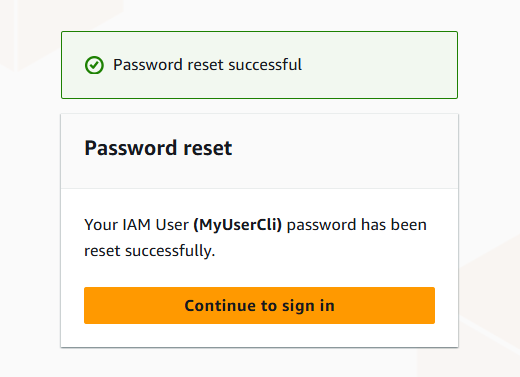 Password reset successful
Password reset
Your IAM User (MyUserCli) password has been
reset successfully.
Continue to sign in